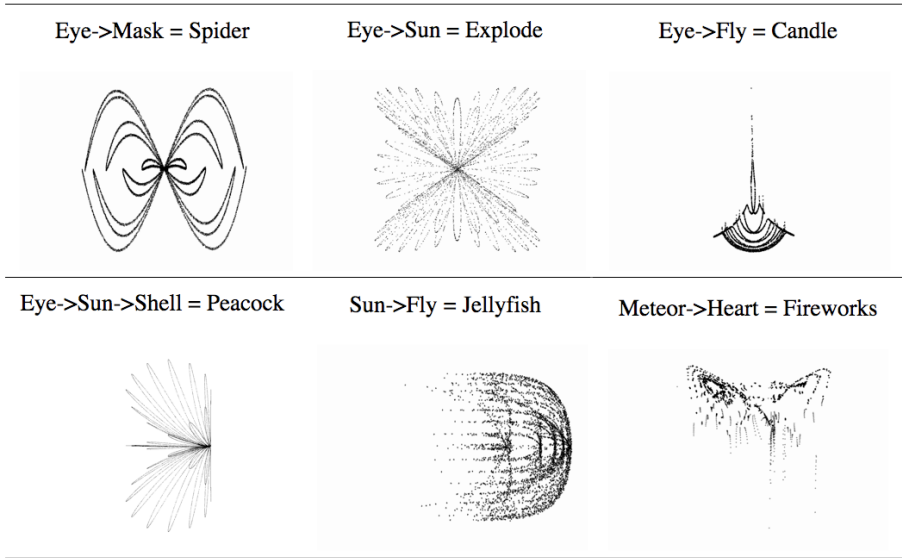 Eye->Mask = Spider
Eye->Sun = Explode
Eye->Fly = Candle
Eye->Sun->Shell = Peacock
Sun->Fly = Jellyfish
Meteor->Heart = Fireworks